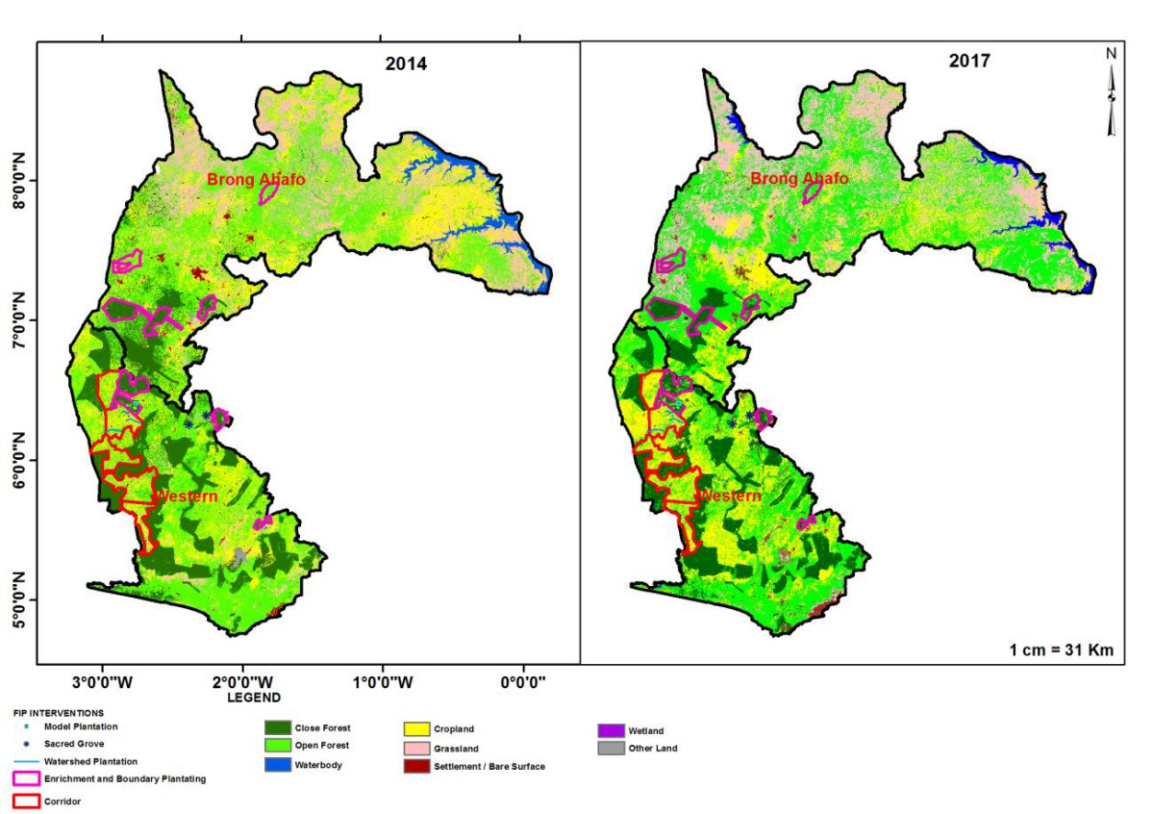 2014
2017
N
Brong Ahafo
Brong Ahafo
8°0'0"N
7°0'0"N
6°0'0"N
5°0'0"N
Western
Western
1 cm = 31 Km
3°0'0"W
2°0'0"W
1°0'0"W
0°0'0"
LEGEND
FIP INTERVENTIONS
Model Plantation
Sacred Grove
Watershed Plantation
Enrichment and Boundary Plantating
Corridor
Close Forest
Open Forest
Waterbody
Cropland
Grassland
Settlement / Bare Surface
Wetland
Other Land